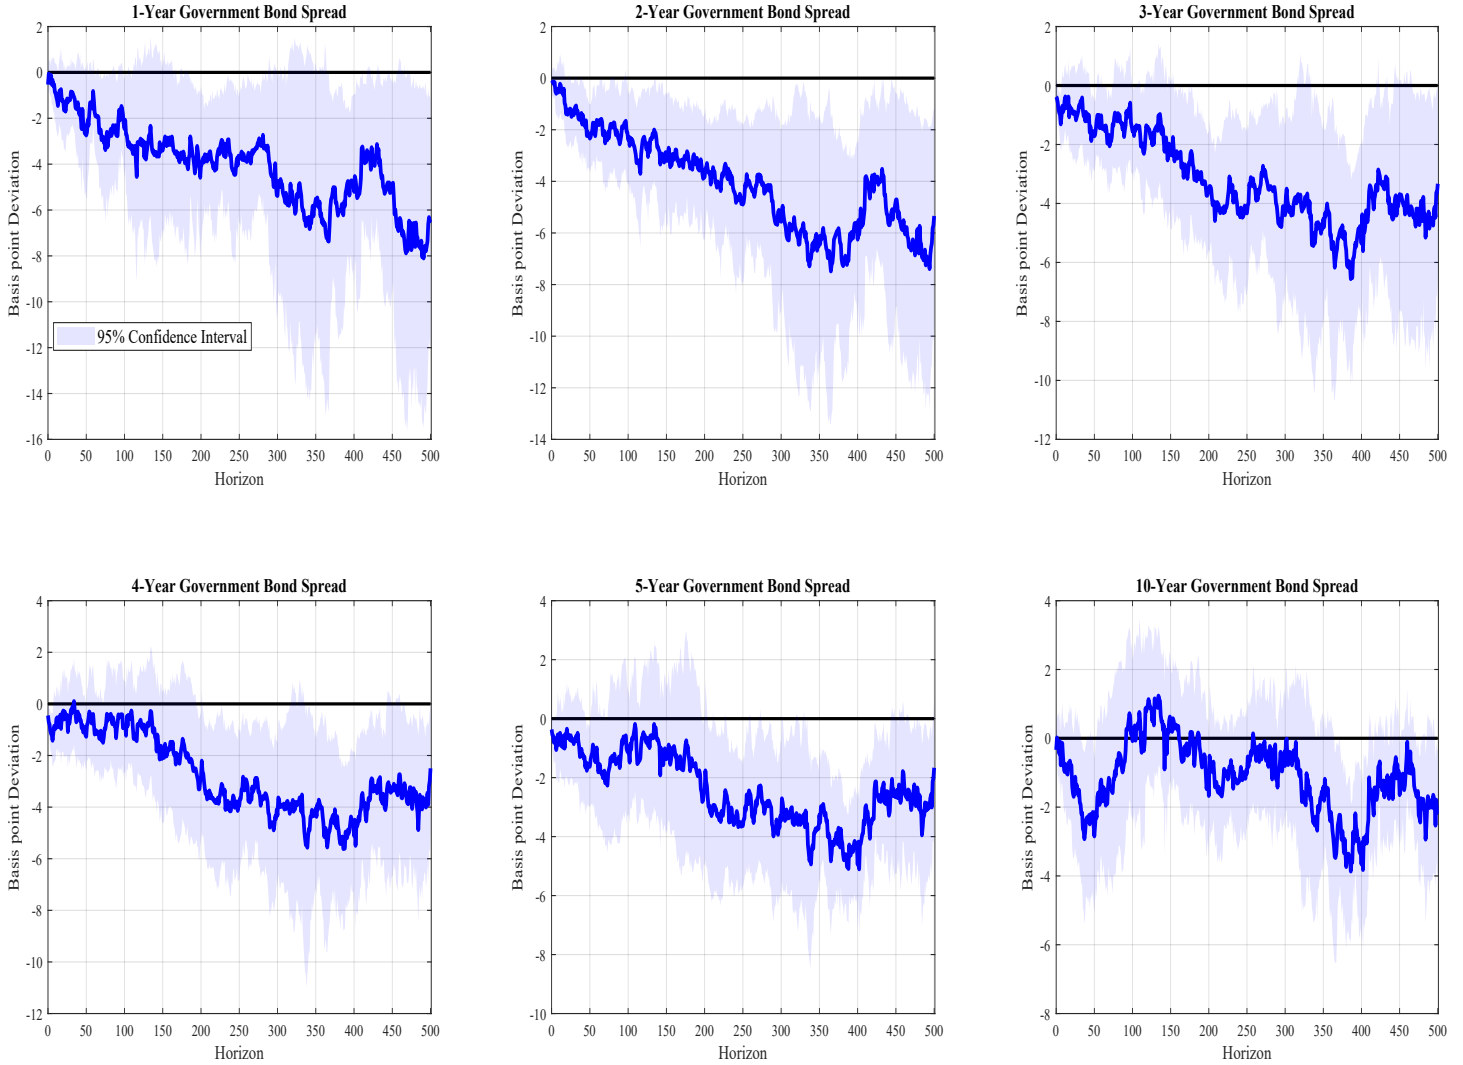 1-Year Government Bond Spread
2
0
-2
-4
-6
-8
-10
-12
-14
-16
Basis point Deviation
95% Confidence Interval
0 50 100 150 200 250 300 350 400 450 500
Horizon
2-Year Government Bond Spread
2
0
-2
-4
-6
-8
-10
-12
-14
Basis point Deviation
0 50 100 150 200 250 300 350 400 450 500
Horizon
3-Year Government Bond Spread
2
0
-2
-4
-6
-8
-10
-12
Basis point Deviation
0 50 100 150 200 250 300 350 400 450 500
Horizon
4-Year Government Bond Spread
4
2
0
-2
-4
-6
-8
-10
-12
Basis point Deviation
0 50 100 150 200 250 300 350 400 450 500
Horizon
5-Year Government Bond Spread
4
2
0
-2
-4
-6
-8
-10
Basis point Deviation
0 50 100 150 200 250 300 350 400 450 500
Horizon
10-Year Government Bond Spread
4
2
0
-2
-4
-6
-8
Basis point Deviation
0 50 100 150 200 250 300 350 400 450 500
Horizon